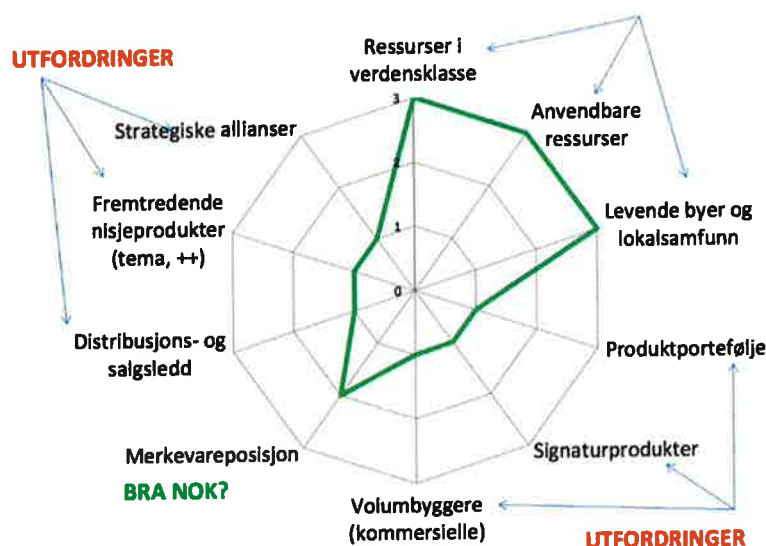 UTFORDRINGER
Ressurser i
verdensklasse
Anvendbare
ressurser
Levende byer og
lokalsamfunn
Produktportefølje
Signaturprodukter
UTFORDRINGER
Volumbyggere
(kommersielle)
Merkevareposisjon
BRA NOK?
Distribusjons- og
salgsledd
Fremtredende
nisjeprodukter
(tema, ++)
Strategiske allianser
3
2
1
0